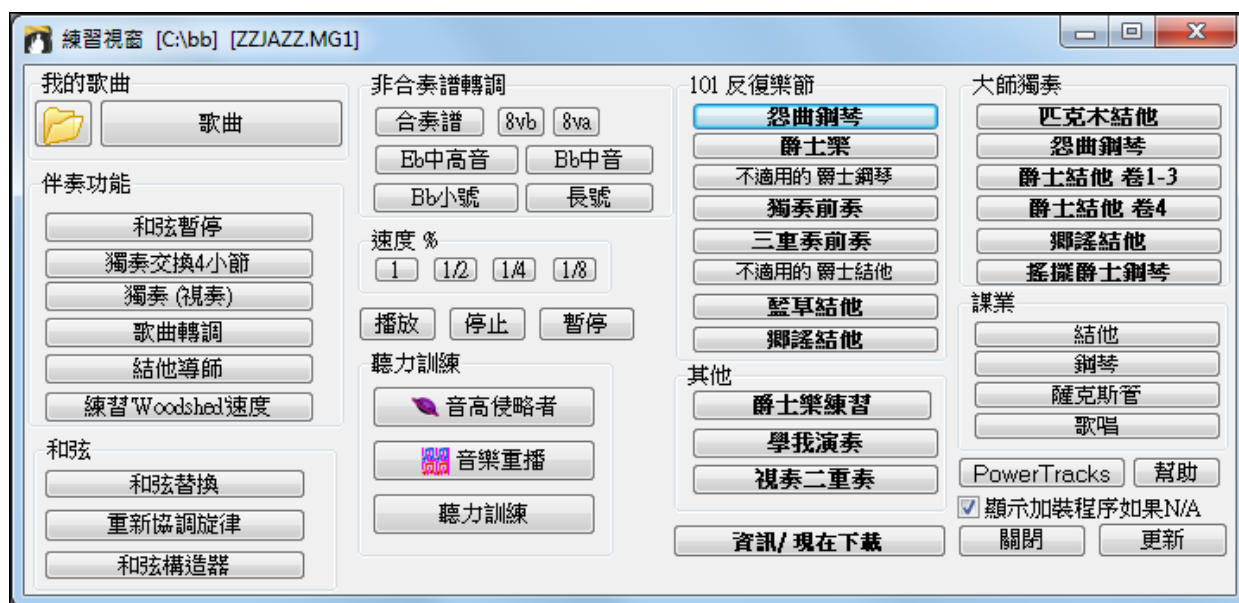 練習視窗 [C:\bb] [ZZJAZZ.MG1]
我的歌曲
歌曲
伴奏功能
和弦暫停
獨奏交換4小節
獨奏 (視奏)
歌曲轉調
結他導師
練習Woodshed速度
和弦
和弦替換
重新協調旋律
和弦構造器
非合奏譜轉調
合奏譜 8vb 8va
Eb中高音 Bb中音
Bb小號 長號
速度 %
1 1/2 1/4 1/8
播放 停止 暫停
聽力訓練
音高侵略者
音樂重播
聽力訓練
101 反復樂節
怨曲鋼琴
爵士樂
不適用的 爵士鋼琴
獨奏前奏
三重奏前奏
不適用的 爵士結他
藍草結他
鄉謠結他
其他
爵士樂練習
學我演奏
視奏二重奏
資訊/ 現在下載
大師獨奏
匹克木結他
怨曲鋼琴
爵士結他 卷1-3
爵士結他 卷4
鄉謠結他
搖擺爵士鋼琴
課業
結他
鋼琴
薩克斯管
歌唱
PowerTracks 幫助
顯示加裝程序如果N/A
關閉 更新